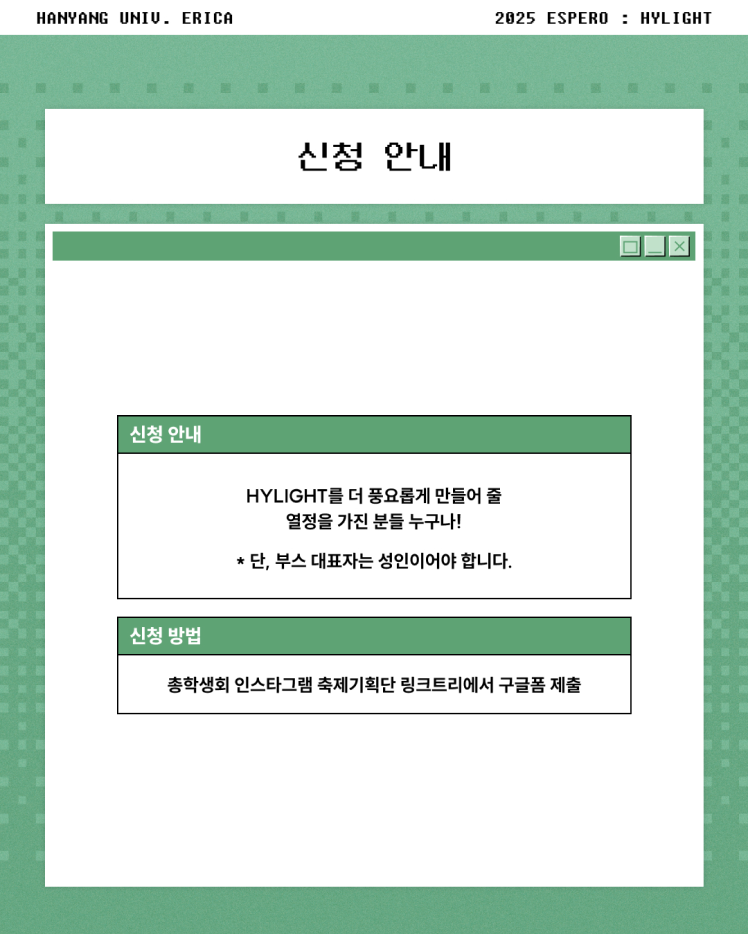 HANYANG UNIV. ERICA
2025 ESPERO : HYLIGHT
신청 안내
신청 안내
HYLIGHT를 더 풍요롭게 만들어 줄
열정을 가진 분들 누구나!
* 단, 부스 대표자는 성인이어야 합니다.
신청 방법
총학생회 인스타그램 축제기획단 링크트리에서 구글폼 제출